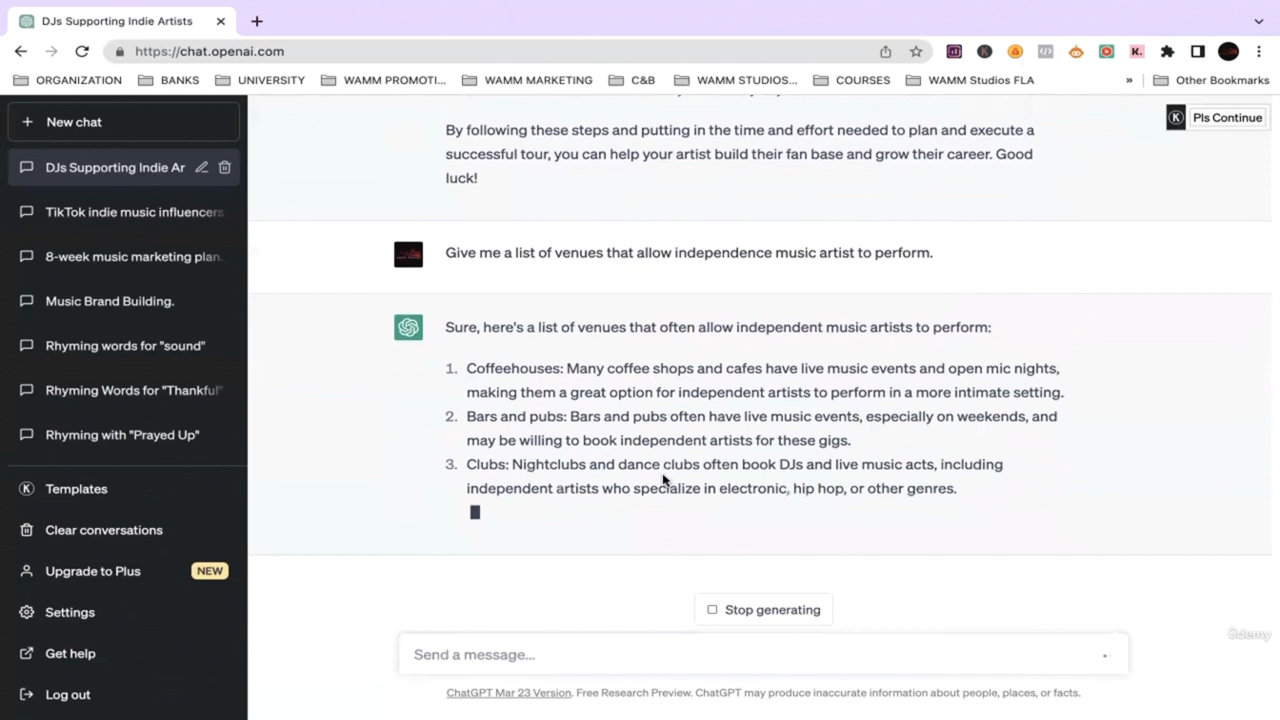 DJs Supporting Indie Artists
https://chat.openai.com
ORGANIZATION BANKS UNIVERSITY WAMM PROMOTI... WAMM MARKETING C&B WAMM STUDIOS... COURSES WAMM Studios FLA » Other Bookmarks
New chat
DJs Supporting Indie Ar
TikTok indie music influencers
8-week music marketing plan.
Music Brand Building.
Rhyming words for "sound"
Rhyming Words for "Thankful"
Rhyming with "Prayed Up"
Templates
Clear conversations
Upgrade to Plus NEW
Settings
Get help
Log out
Pls Continue
By following these steps and putting in the time and effort needed to plan and execute a
successful tour, you can help your artist build their fan base and grow their career. Good
luck!
Give me a list of venues that allow independence music artist to perform.
Sure, here's a list of venues that often allow independent music artists to perform:
1. Coffeehouses: Many coffee shops and cafes have live music events and open mic nights,
making them a great option for independent artists to perform in a more intimate setting.
2. Bars and pubs: Bars and pubs often have live music events, especially on weekends, and
may be willing to book independent artists for these gigs.
3. Clubs: Nightclubs and dance clubs often book DJs and live music acts, including
independent artists who specialize in electronic, hip hop, or other genres.
Stop generating
Send a message...
ChatGPT Mar 23 Version. Free Research Preview. ChatGPT may produce inaccurate information about people, places, or facts.
ûdemy